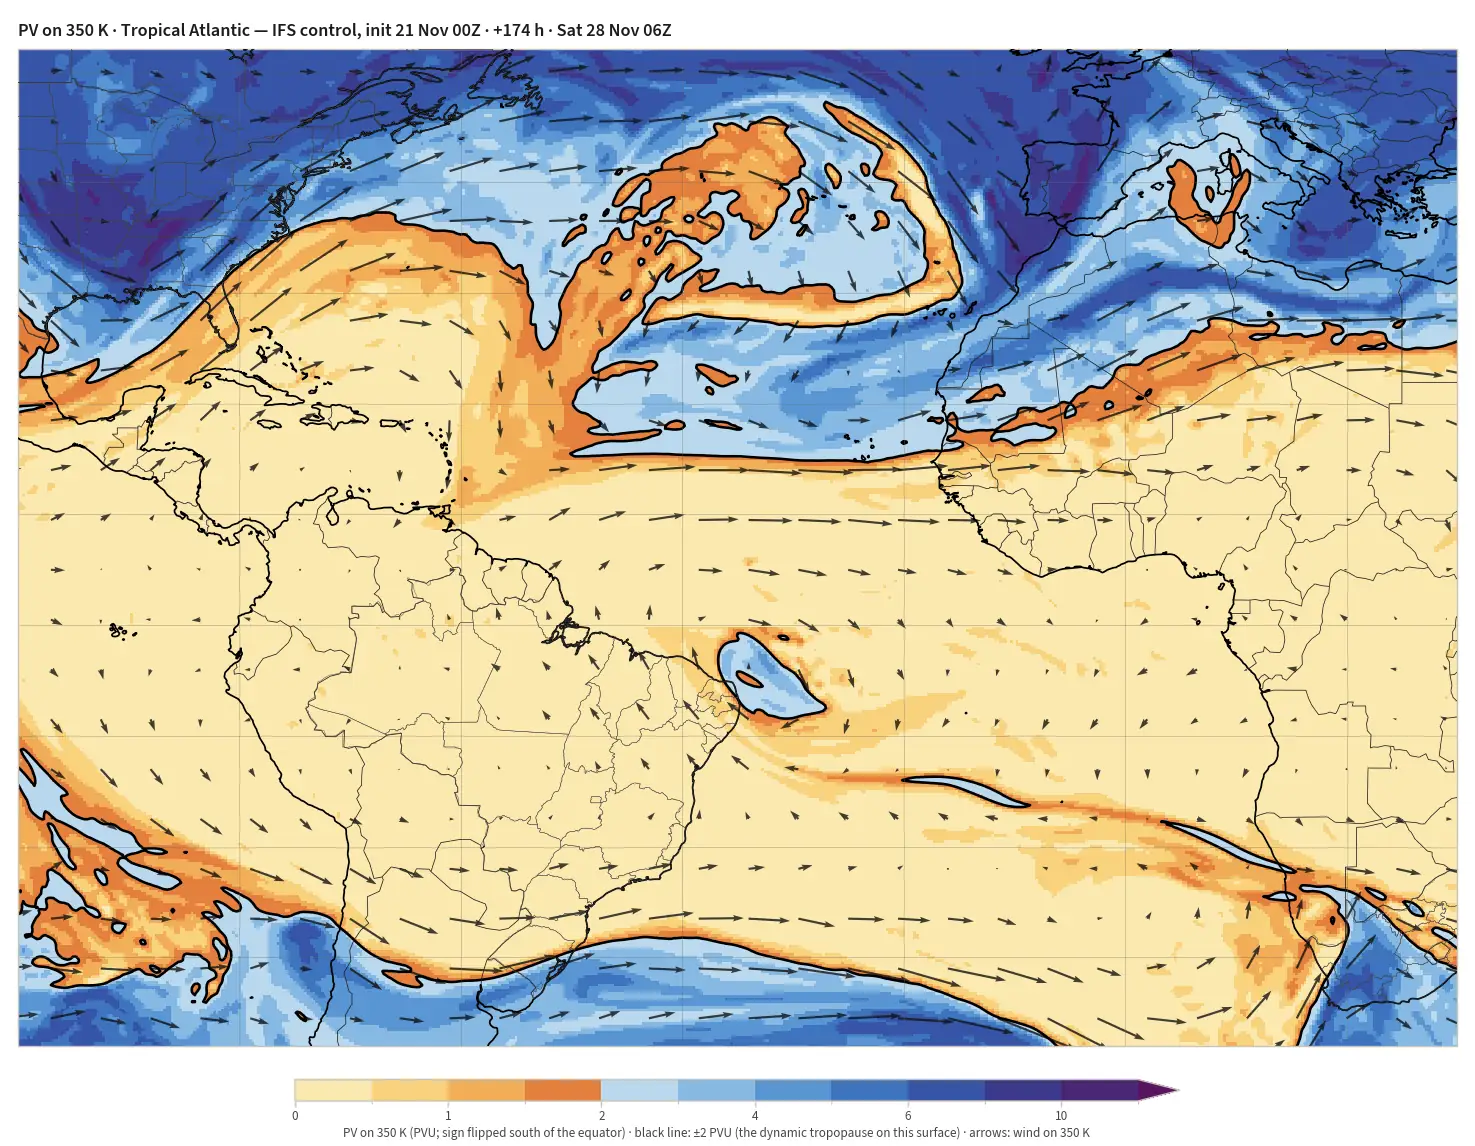 PV on 350 K · Tropical Atlantic — IFS control, init 21 Nov 00Z · +174 h · Sat 28 Nov 06Z
0 1 2 4 6 8 10
PV on 350 K (PVU; sign flipped south of the equator) · black line: ±2 PVU (the dynamic tropopause on this surface) · arrows: wind on 350 K